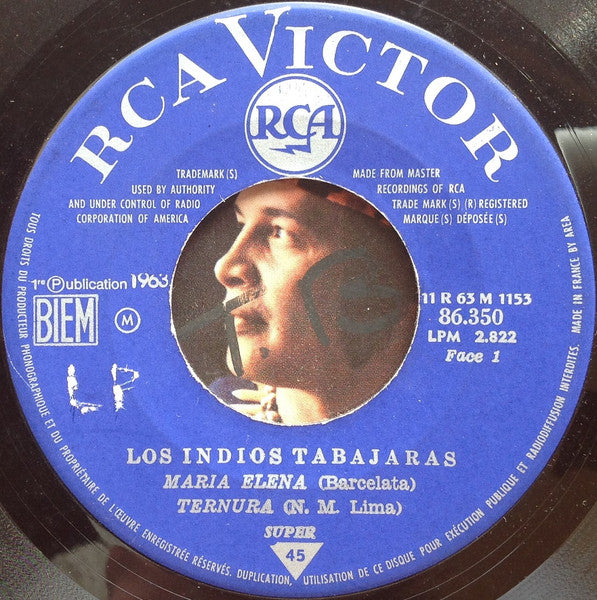 RCA VICTOR
RCA
TRADEMARK (S)
USED BY AUTHORITY
AND UNDER CONTROL OF RADIO
CORPORATION OF AMERICA
MADE FROM MASTER
RECORDINGS OF RCA
TRADE MARK (S) (R) REGISTERED
MARQUE (S) DÉPOSÉE (S)
1re Ⓟublication 1963
BIEM
M
LP
11 R 63 M 1153
86.350
LPM 2.822
Face 1
LOS INDIOS TABAJARAS
MARIA ELENA (Barcelata)
TERNURA (N. M. Lima)
SUPER
45
TOUS DROITS DU PRODUCTEUR PHONOGRAPHIQUE ET DU PROPRIÉTAIRE DE L'ŒUVRE ENREGISTRÉE RÉSERVÉS. DUPLICATION, UTILISATION DE CE DISQUE POUR EXÉCUTION PUBLIQUE ET RADIODIFFUSION INTERDITES. MADE IN FRANCE BY AREA